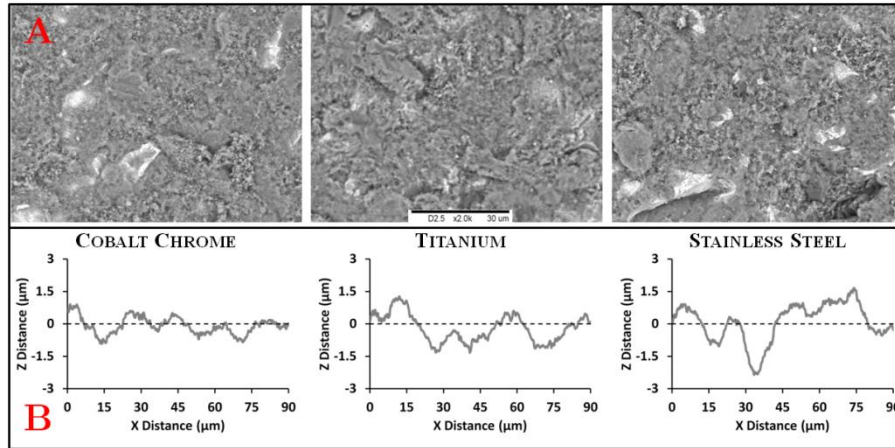 A
D2.5 x2.0k 30 um
COBALT CHROME
TITANIUM
STAINLESS STEEL
Z Distance (µm)
3
1.5
0
-1.5
-3
0 15 30 45 60 75 90
X Distance (µm)
Z Distance (µm)
3
1.5
0
-1.5
-3
0 15 30 45 60 75 90
X Distance (µm)
Z Distance (µm)
3
1.5
0
-1.5
-3
0 15 30 45 60 75 90
X Distance (µm)
B